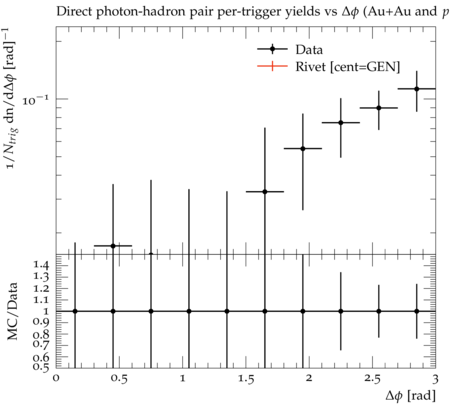 Direct photon-hadron pair per-trigger yields vs Δϕ (Au+Au and p
1/N_trig dn/dΔϕ [rad]⁻¹
10⁻¹
Data
Rivet [cent=GEN]
MC/Data
1.4
1.3
1.2
1.1
1
0.9
0.8
0.7
0.6
0.5
0 0.5 1 1.5 2 2.5 3
Δϕ [rad]